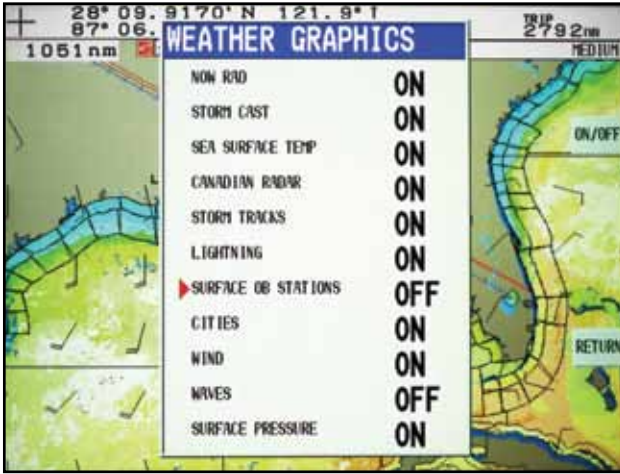 28° 09.9170' N 121.9° T
87° 06.
1051nm
TRIP
2792nm
MEDIUM
WEATHER GRAPHICS
NOW RAD ON
STORM CAST ON
SEA SURFACE TEMP ON
CANADIAN RADAR ON
STORM TRACKS ON
LIGHTNING ON
SURFACE OB STATIONS OFF
CITIES ON
WIND ON
WAVES OFF
SURFACE PRESSURE ON
ON/OFF
RETURN